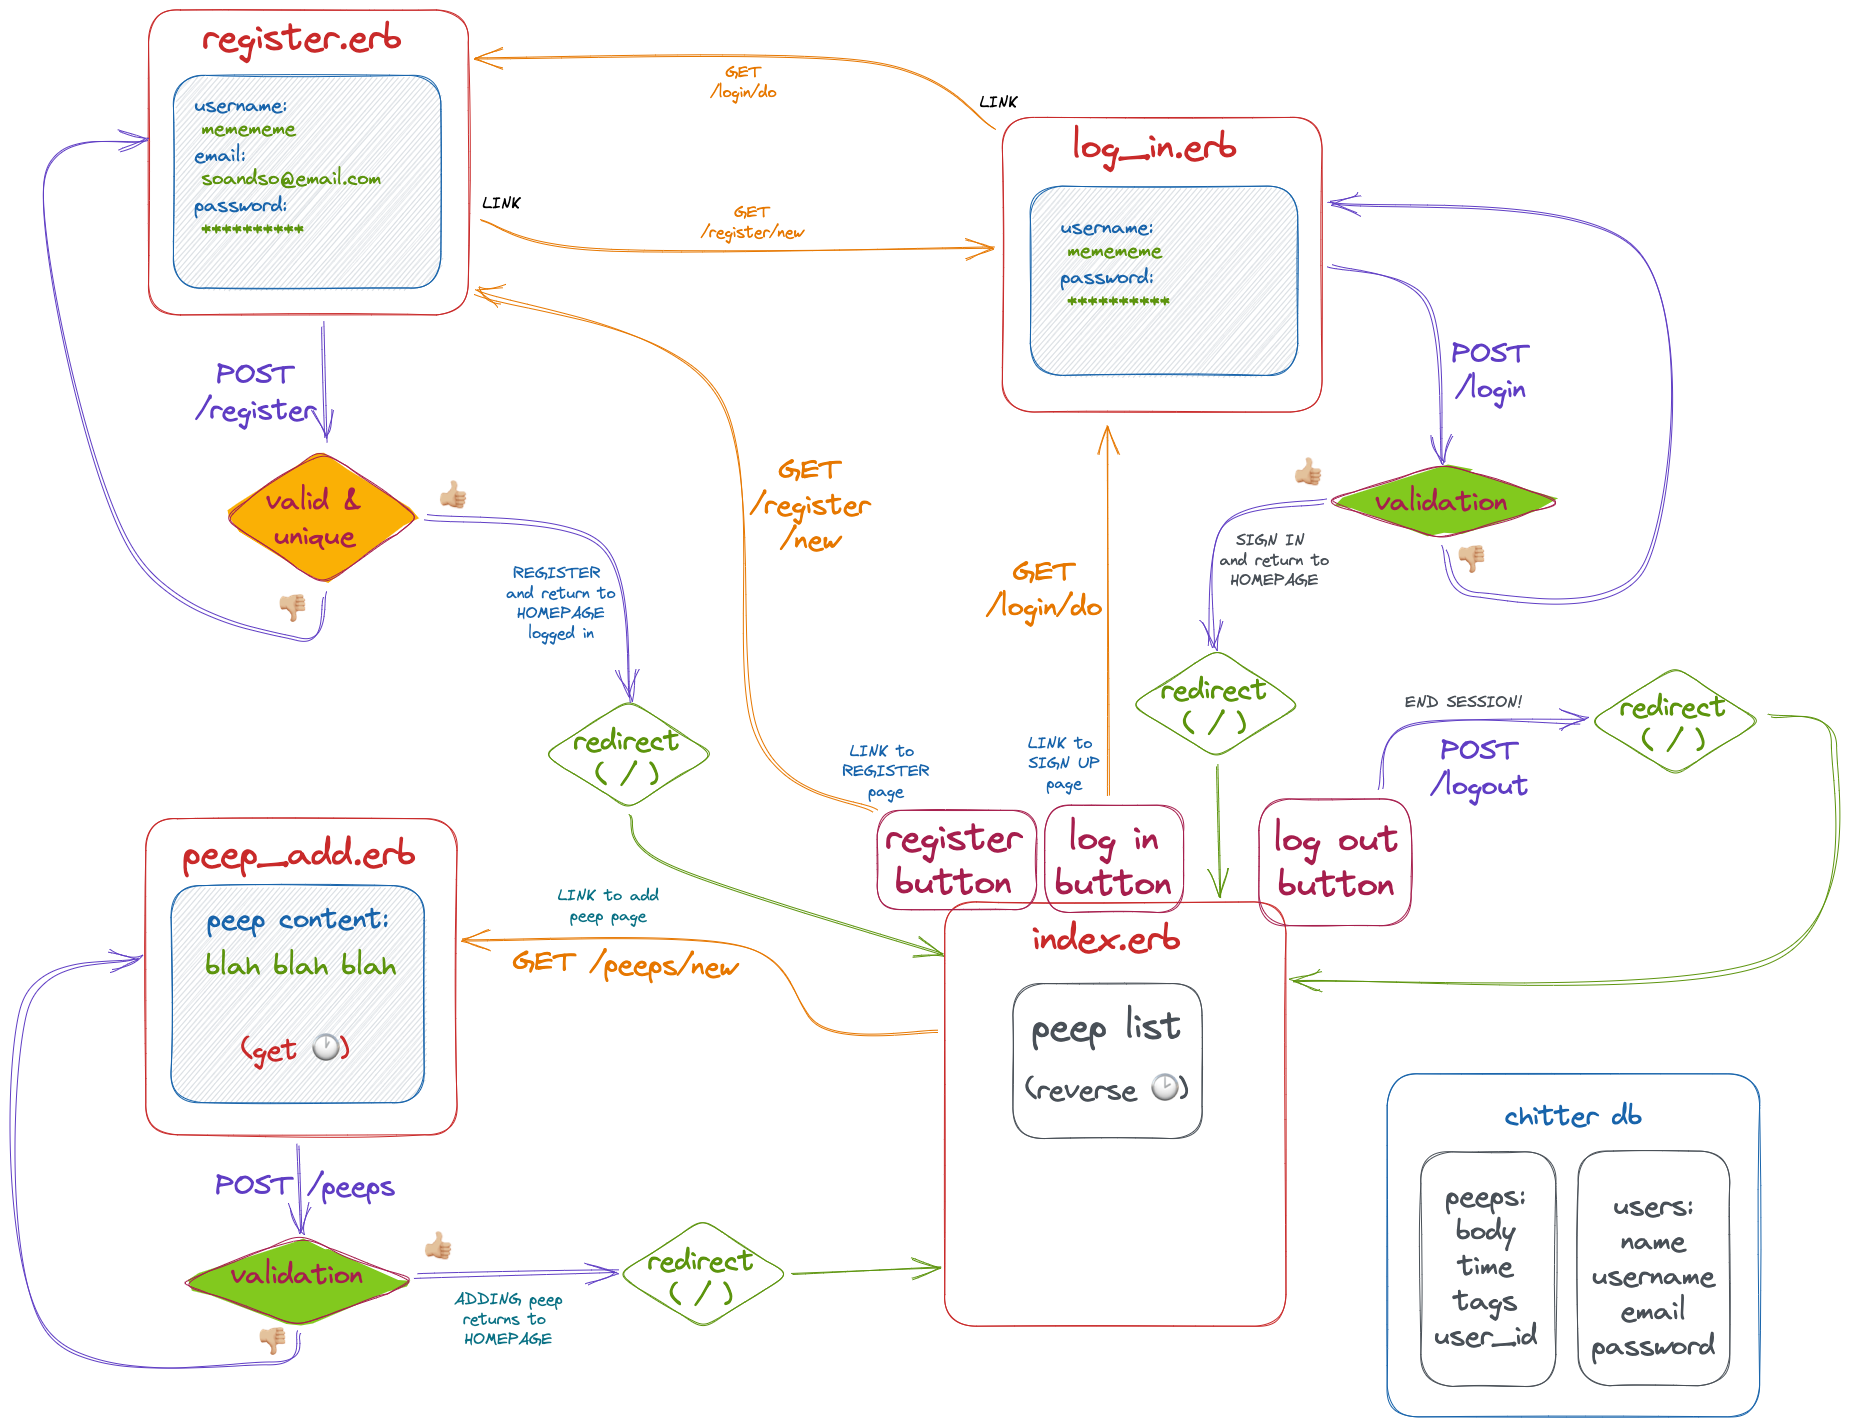 register.erb
username:
memememe
email:
soandso@email.com
password:
**********
GET
/login/do
LINK
log_in.erb
username:
memememe
password:
**********
LINK
GET
/register/new
POST
/register
valid &
unique
REGISTER
and return to
HOMEPAGE
logged in
redirect
( / )
GET
/register
/new
GET
/login/do
POST
/login
validation
SIGN IN
and return to
HOMEPAGE
redirect
( / )
END SESSION!
POST
/logout
redirect
( / )
LINK to
REGISTER
page
LINK to
SIGN UP
page
register
button
log in
button
log out
button
peep_add.erb
peep content:
blah blah blah
(get 🕐)
LINK to add
peep page
GET /peeps/new
index.erb
peep list
(reverse 🕐)
POST /peeps
validation
ADDING peep
returns to
HOMEPAGE
redirect
( / )
chitter db
peeps:
body
time
tags
user_id
users:
name
username
email
password